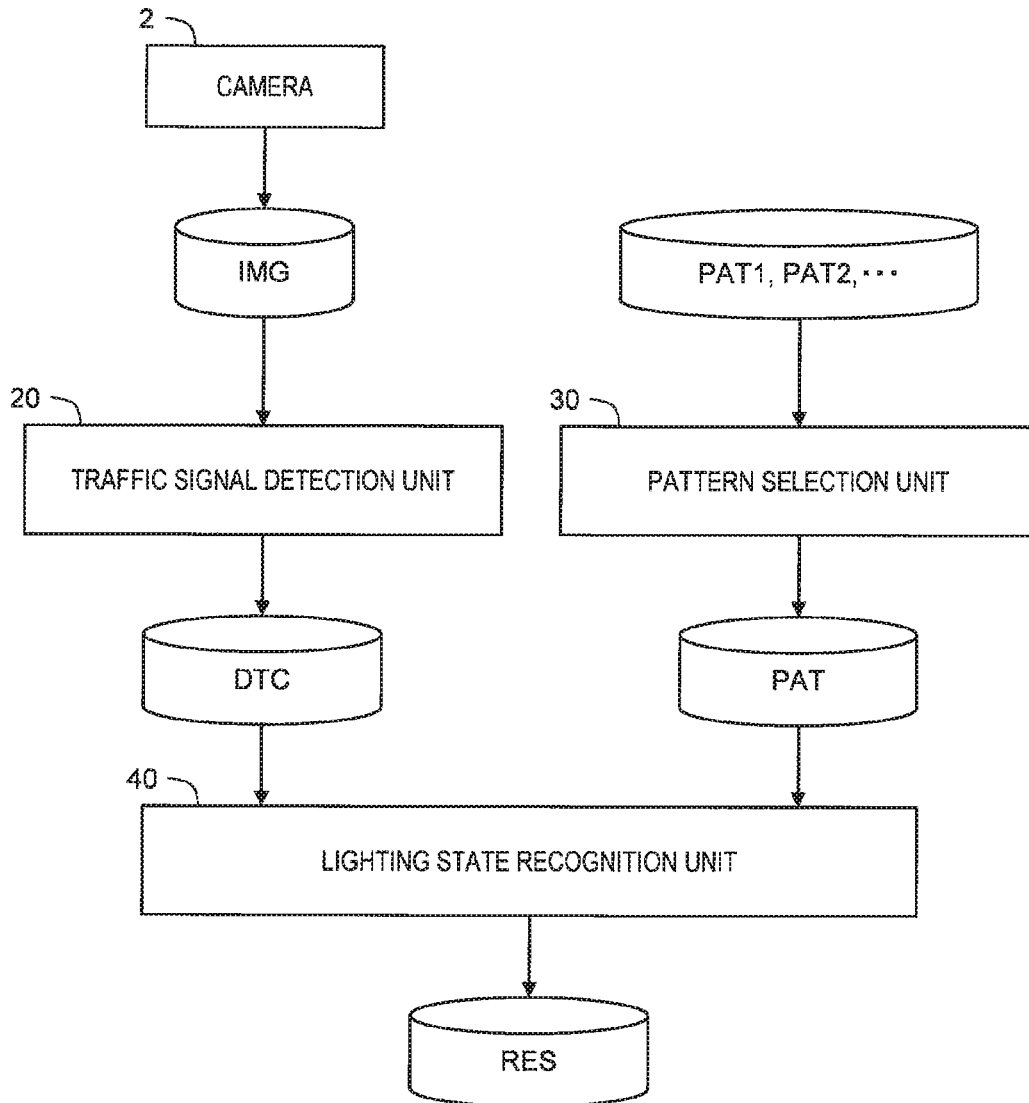 2
CAMERA
IMG
PAT1, PAT2,···
20
30
TRAFFIC SIGNAL DETECTION UNIT
PATTERN SELECTION UNIT
DTC
PAT
40
LIGHTING STATE RECOGNITION UNIT
RES